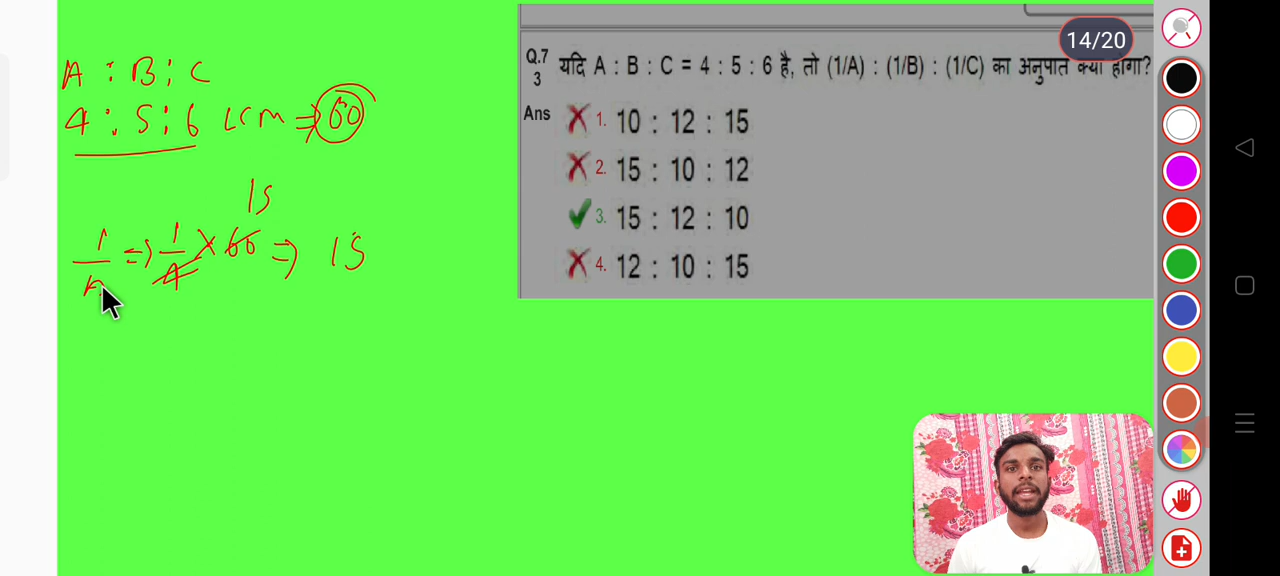 A : B : C
4 : 5 : 6 LCM ⇒ 60
15
1/A ⇒ 1/4 × 60 ⇒ 15
14/20
Q.7
3
यदि A : B : C = 4 : 5 : 6 है, तो (1/A) : (1/B) : (1/C) का अनुपात क्या होगा?
Ans
1. 10 : 12 : 15
2. 15 : 10 : 12
3. 15 : 12 : 10
4. 12 : 10 : 15